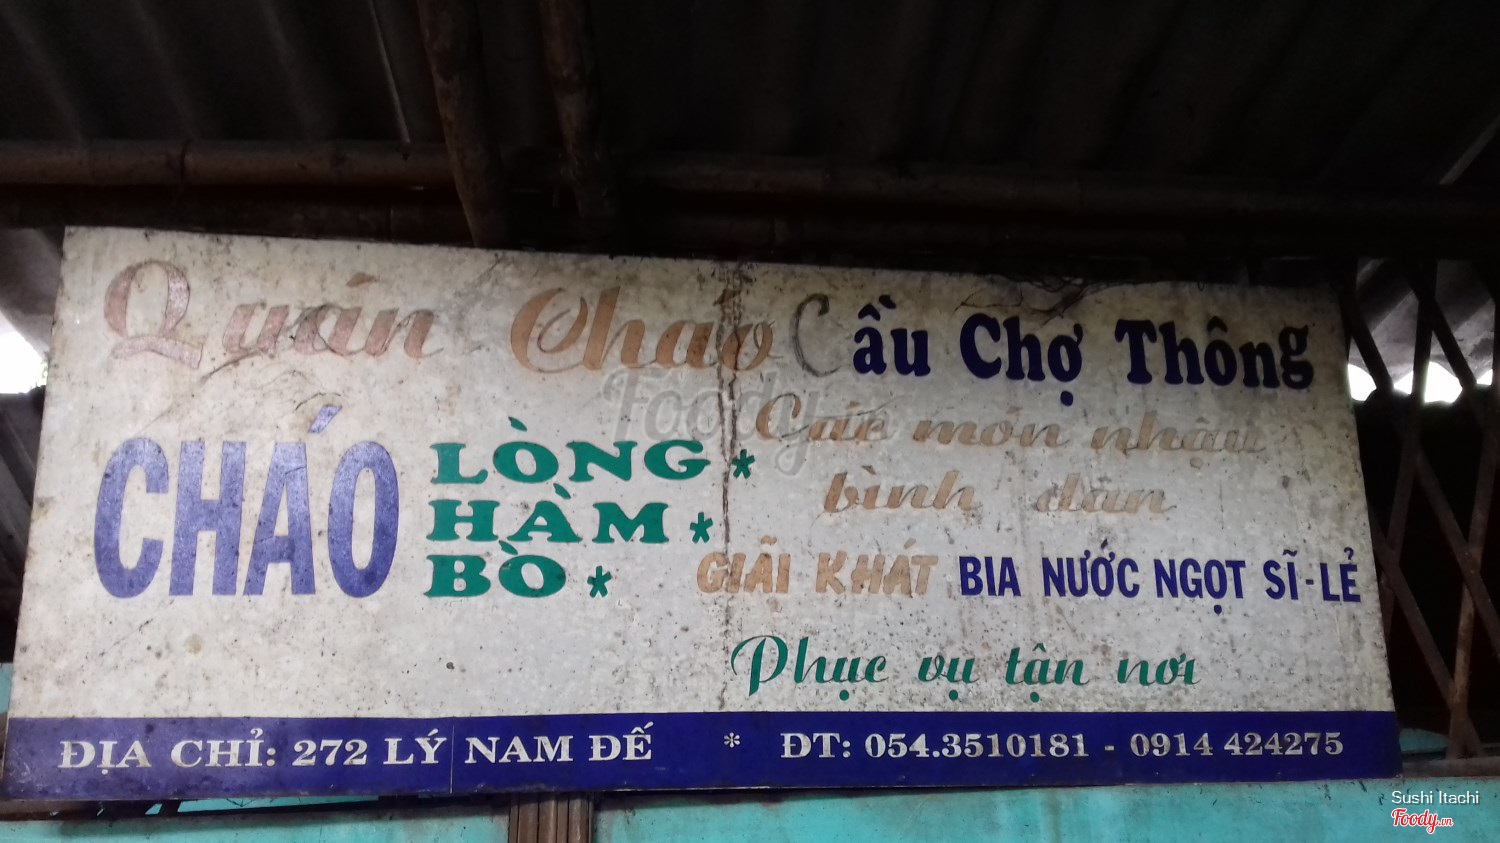 Quán Cháo Cầu Chợ Thông
CHÁO LÒNG *
HÀM *
BÒ *
Các món nhậu
bình dân
GIÃI KHÁT BIA NƯỚC NGỌT SĨ - LẺ
Phục vụ tận nơi
ĐỊA CHỈ: 272 LÝ NAM ĐẾ * ĐT: 054.3510181 - 0914 424275
Foody
Sushi Itachi
Foody.vn